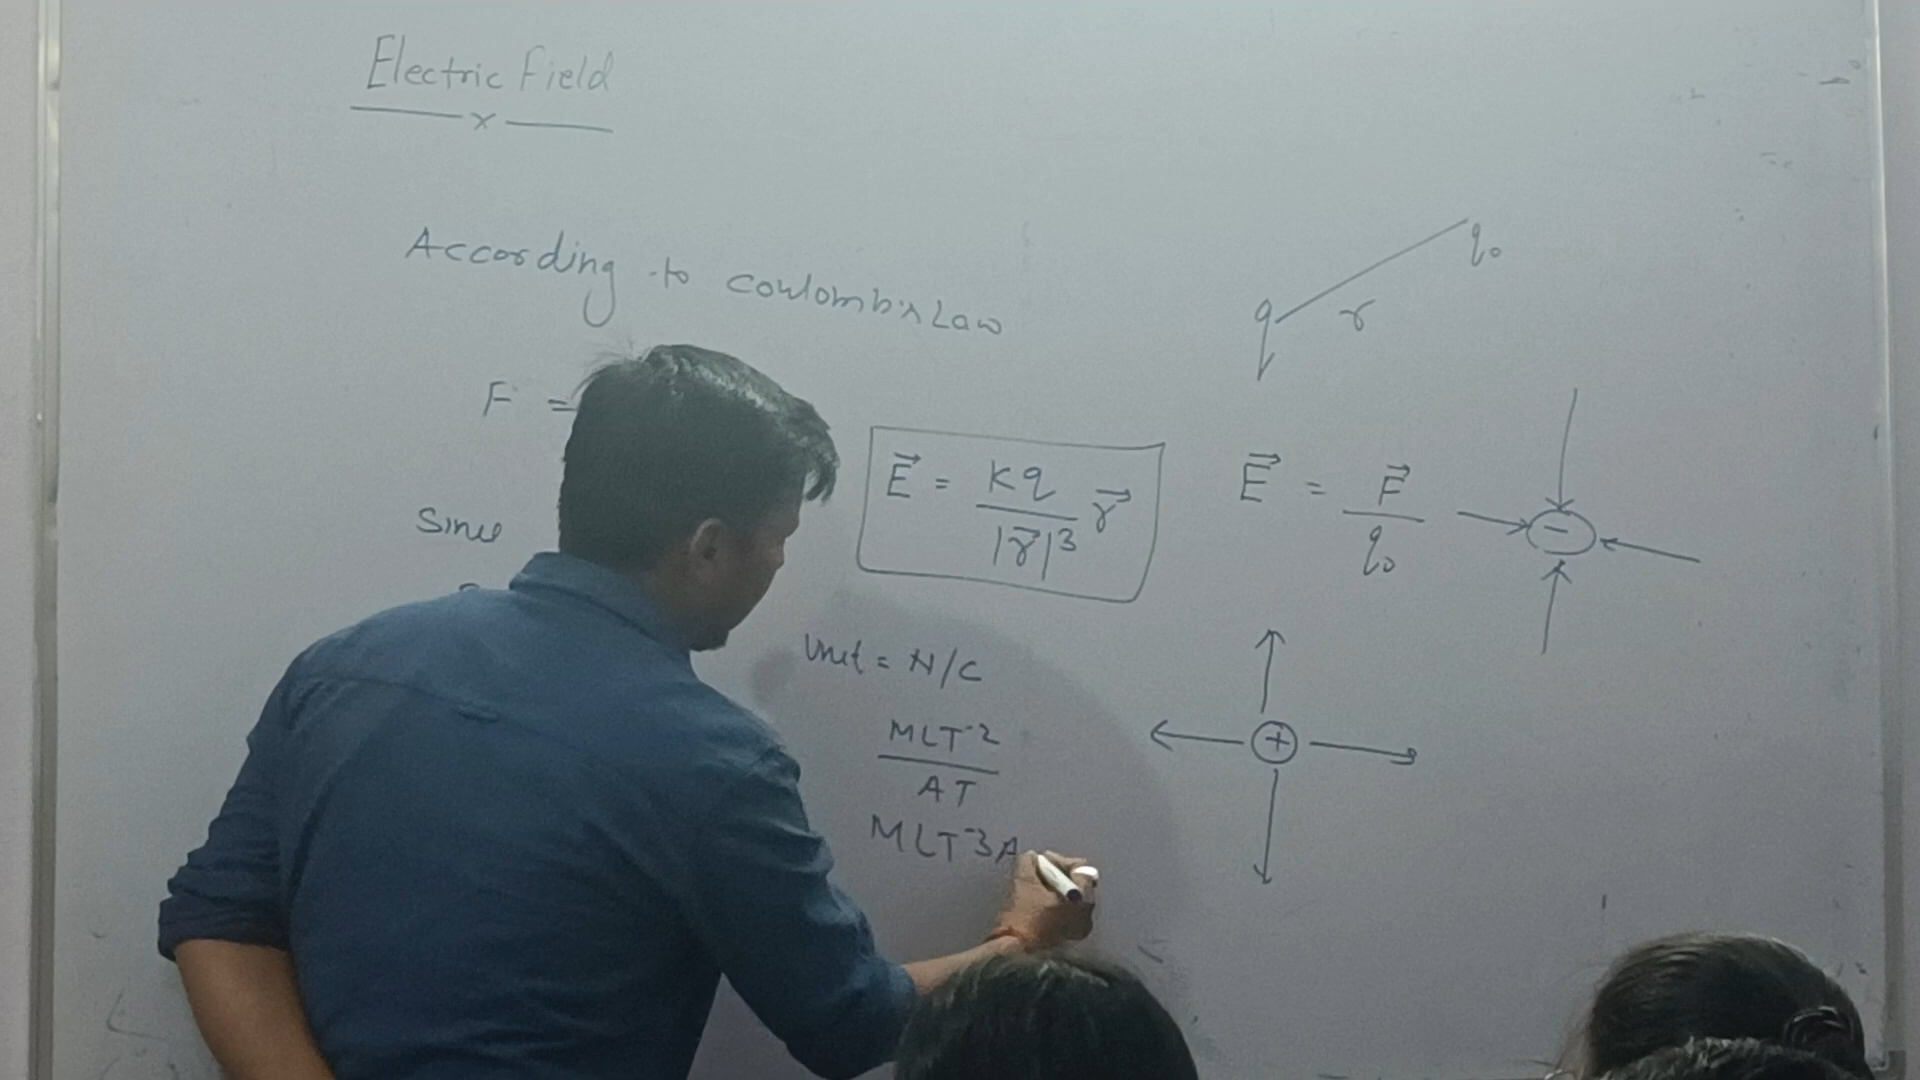 Electric Field
x
According to coulomb's Law
q₀
q
r
F =
E⃗ = Kq / |r⃗|³ r⃗
E⃗ = F⃗ / q₀
-
Since
Unit = N/C
MLT⁻² / AT
MLT⁻³A
+